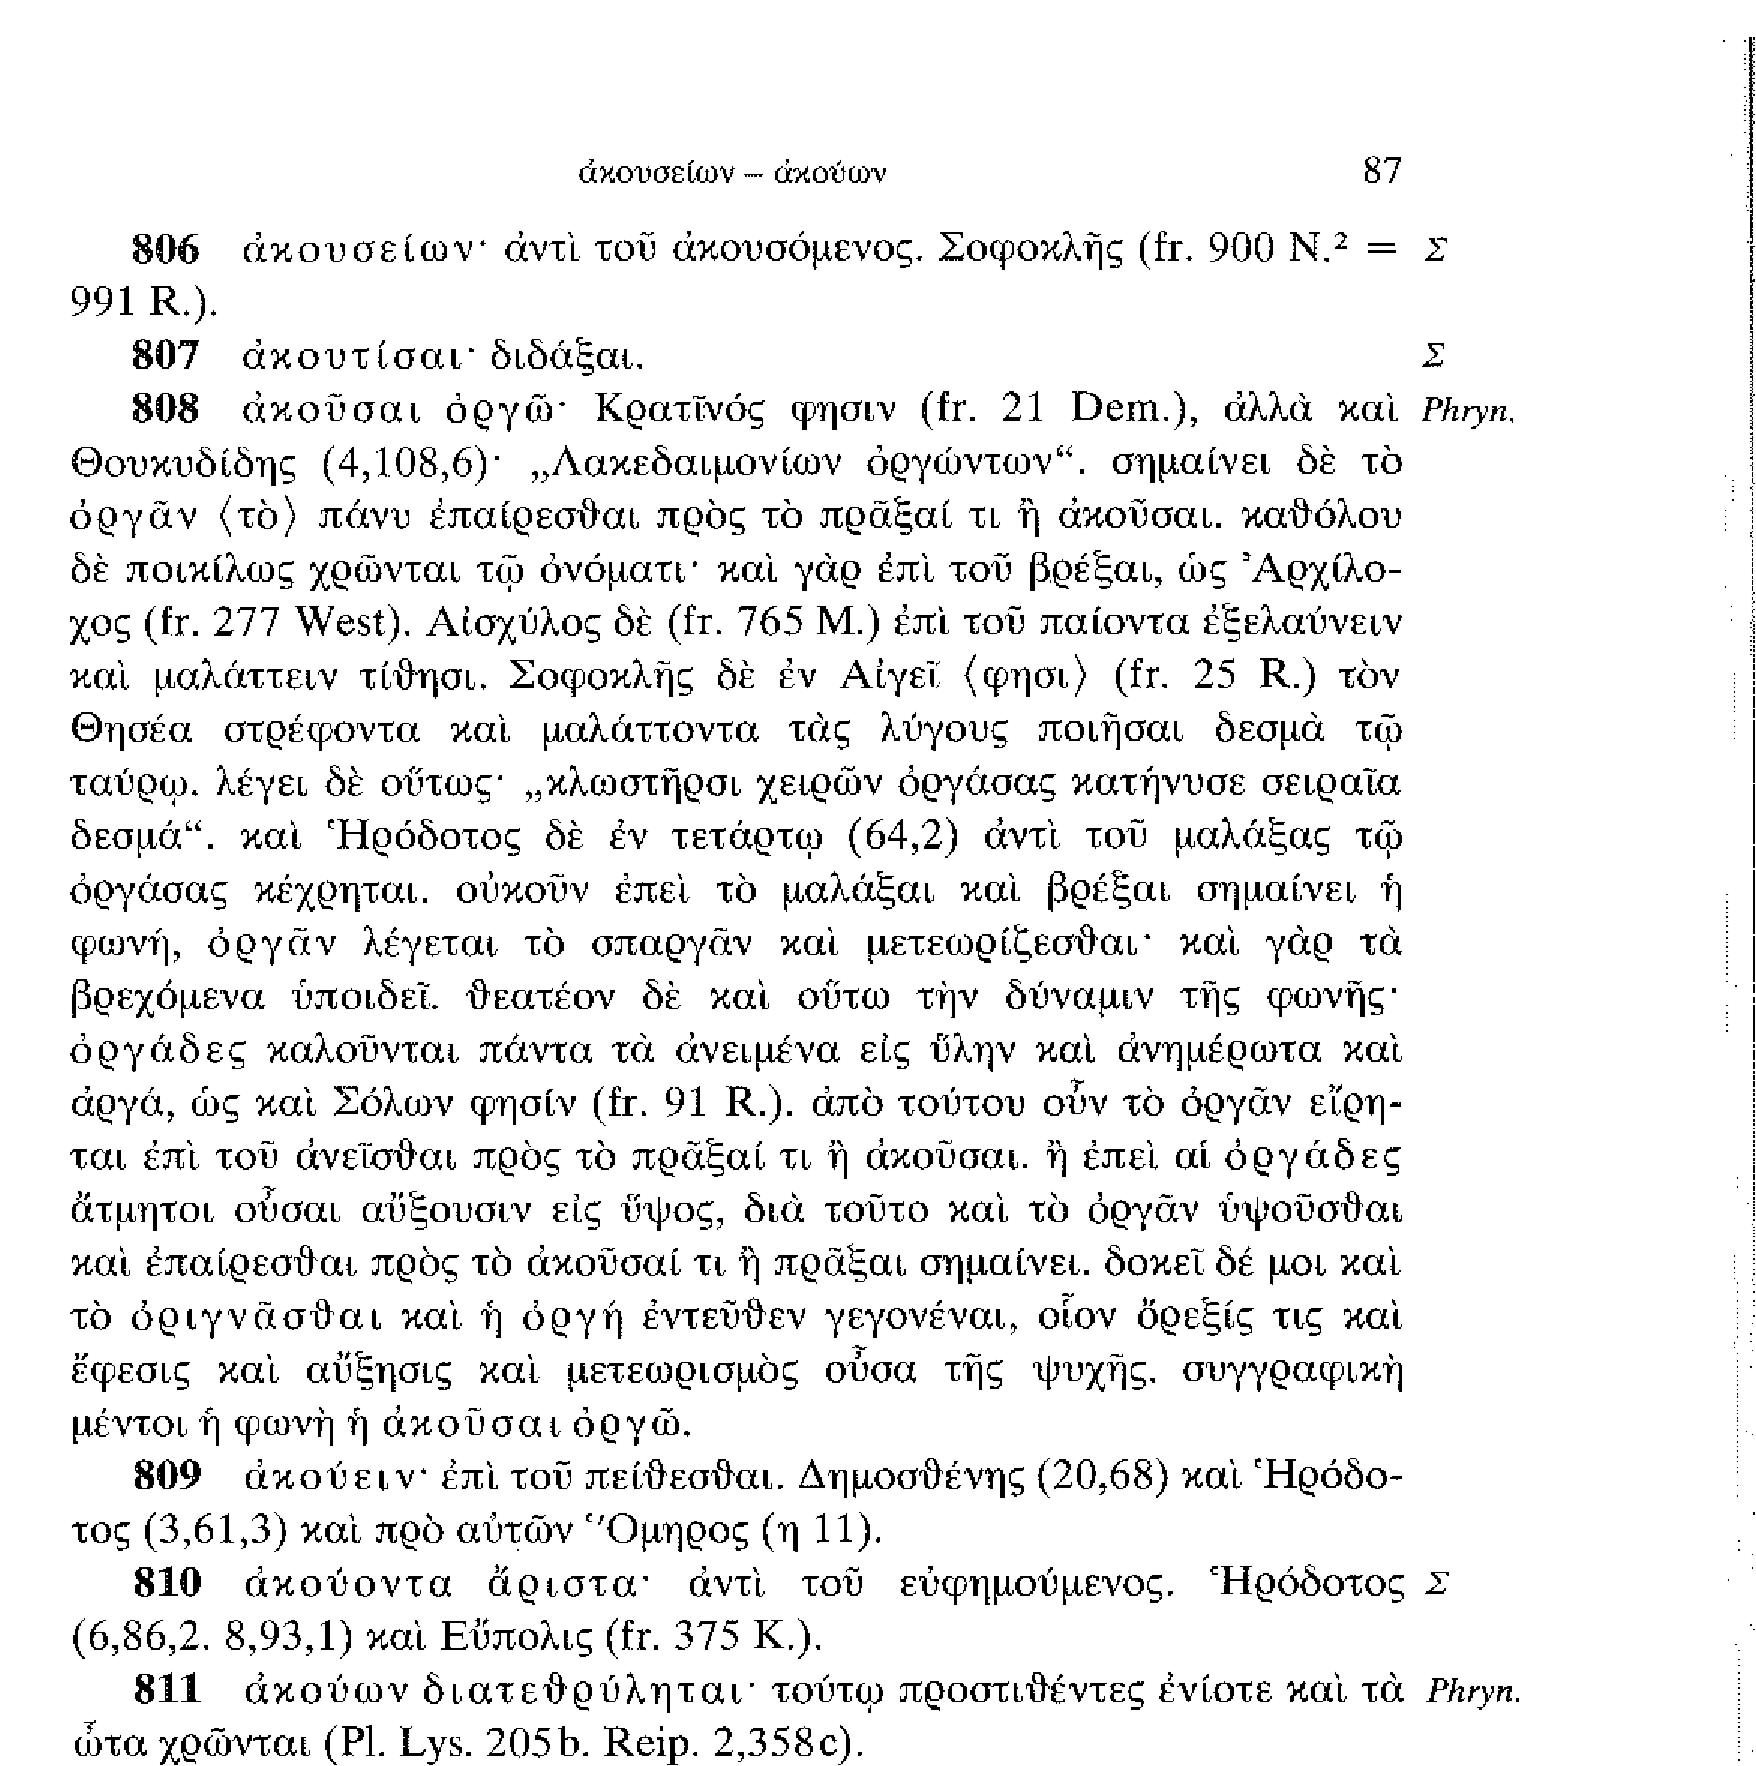 ἀκουσείων – ἀκούων 87
806 ἀκουσείων· ἀντὶ τοῦ ἀκουσόμενος. Σοφοκλῆς (fr. 900 N.² = Σ
991 R.).
807 ἀκουτίσαι· διδάξαι. Σ
808 ἀκοῦσαι ὀργῶ· Κρατῖνός φησιν (fr. 21 Dem.), ἀλλὰ καὶ Phryn.
Θουκυδίδης (4,108,6)· „Λακεδαιμονίων ὀργώντων“. σημαίνει δὲ τὸ
ὀργᾶν ⟨τὸ⟩ πάνυ ἐπαίρεσθαι πρὸς τὸ πρᾶξαί τι ἢ ἀκοῦσαι. καθόλου
δὲ ποικίλως χρῶνται τῷ ὀνόματι· καὶ γὰρ ἐπὶ τοῦ βρέξαι, ὡς Ἀρχίλο-
χος (fr. 277 West). Αἰσχύλος δὲ (fr. 765 M.) ἐπὶ τοῦ παίοντα ἐξελαύνειν
καὶ μαλάττειν τίθησι. Σοφοκλῆς δὲ ἐν Αἰγεῖ ⟨φησι⟩ (fr. 25 R.) τὸν
Θησέα στρέφοντα καὶ μαλάττοντα τὰς λύγους ποιῆσαι δεσμὰ τῷ
ταύρῳ. λέγει δὲ οὕτως· „κλωστῆρσι χειρῶν ὀργάσας κατήνυσε σειραῖα
δεσμά“. καὶ Ἡρόδοτος δὲ ἐν τετάρτῳ (64,2) ἀντὶ τοῦ μαλάξας τῷ
ὀργάσας κέχρηται. οὐκοῦν ἐπεὶ τὸ μαλάξαι καὶ βρέξαι σημαίνει ἡ
φωνή, ὀργᾶν λέγεται τὸ σπαργᾶν καὶ μετεωρίζεσθαι· καὶ γὰρ τὰ
βρεχόμενα ὑποιδεῖ. θεατέον δὲ καὶ οὕτω τὴν δύναμιν τῆς φωνῆς·
ὀργάδες καλοῦνται πάντα τὰ ἀνειμένα εἰς ὕλην καὶ ἀνημέρωτα καὶ
ἀργά, ὡς καὶ Σόλων φησίν (fr. 91 R.). ἀπὸ τούτου οὖν τὸ ὀργᾶν εἴρη-
ται ἐπὶ τοῦ ἀνεῖσθαι πρὸς τὸ πρᾶξαί τι ἢ ἀκοῦσαι. ἢ ἐπεὶ αἱ ὀργάδες
ἄτμητοι οὖσαι αὔξουσιν εἰς ὕψος, διὰ τοῦτο καὶ τὸ ὀργᾶν ὑψοῦσθαι
καὶ ἐπαίρεσθαι πρὸς τὸ ἀκοῦσαί τι ἢ πρᾶξαι σημαίνει. δοκεῖ δέ μοι καὶ
τὸ ὀριγνᾶσθαι καὶ ἡ ὀργή ἐντεῦθεν γεγονέναι, οἷον ὄρεξίς τις καὶ
ἔφεσις καὶ αὔξησις καὶ μετεωρισμὸς οὖσα τῆς ψυχῆς. συγγραφικὴ
μέντοι ἡ φωνὴ ἡ ἀκοῦσαι ὀργῶ.
809 ἀκούειν· ἐπὶ τοῦ πείθεσθαι. Δημοσθένης (20,68) καὶ Ἡρόδο-
τος (3,61,3) καὶ πρὸ αὐτῶν Ὅμηρος (η 11).
810 ἀκούοντα ἄριστα· ἀντὶ τοῦ εὐφημούμενος. Ἡρόδοτος Σ
(6,86,2. 8,93,1) καὶ Εὔπολις (fr. 375 K.).
811 ἀκούων διατεθρύληται· τούτῳ προστιθέντες ἐνίοτε καὶ τὰ Phryn.
ὦτα χρῶνται (Pl. Lys. 205b. Reip. 2,358c).